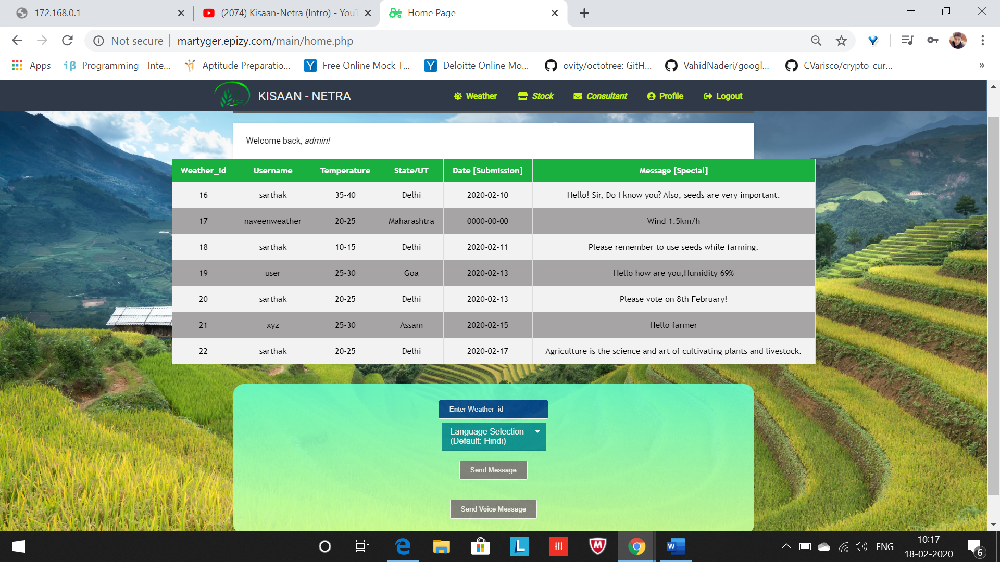 172.168.0.1
(2074) Kisaan-Netra (Intro) - YouT
Home Page
Not secure
martyger.epizy.com/main/home.php
Apps
Programming - Inte...
Aptitude Preparatio...
Free Online Mock T...
Deloitte Online Mo...
ovity/octotree: GitH...
VahidNaderi/googl...
CVarisco/crypto-cur...
»
KISAAN - NETRA
Weather
Stock
Consultant
Profile
Logout
Welcome back, admin!
Weather_id Username Temperature State/UT Date [Submission] Message [Special]
16 sarthak 35-40 Delhi 2020-02-10 Hello! Sir, Do I know you? Also, seeds are very important.
17 naveenweather 20-25 Maharashtra 0000-00-00 Wind 1.5km/h
18 sarthak 10-15 Delhi 2020-02-11 Please remember to use seeds while farming.
19 user 25-30 Goa 2020-02-13 Hello how are you,Humidity 69%
20 sarthak 20-25 Delhi 2020-02-13 Please vote on 8th February!
21 xyz 25-30 Assam 2020-02-15 Hello farmer
22 sarthak 20-25 Delhi 2020-02-17 Agriculture is the science and art of cultivating plants and livestock.
Enter Weather_id
Language Selection
(Default: Hindi)
Send Message
Send Voice Message
ENG
10:17
18-02-2020
6